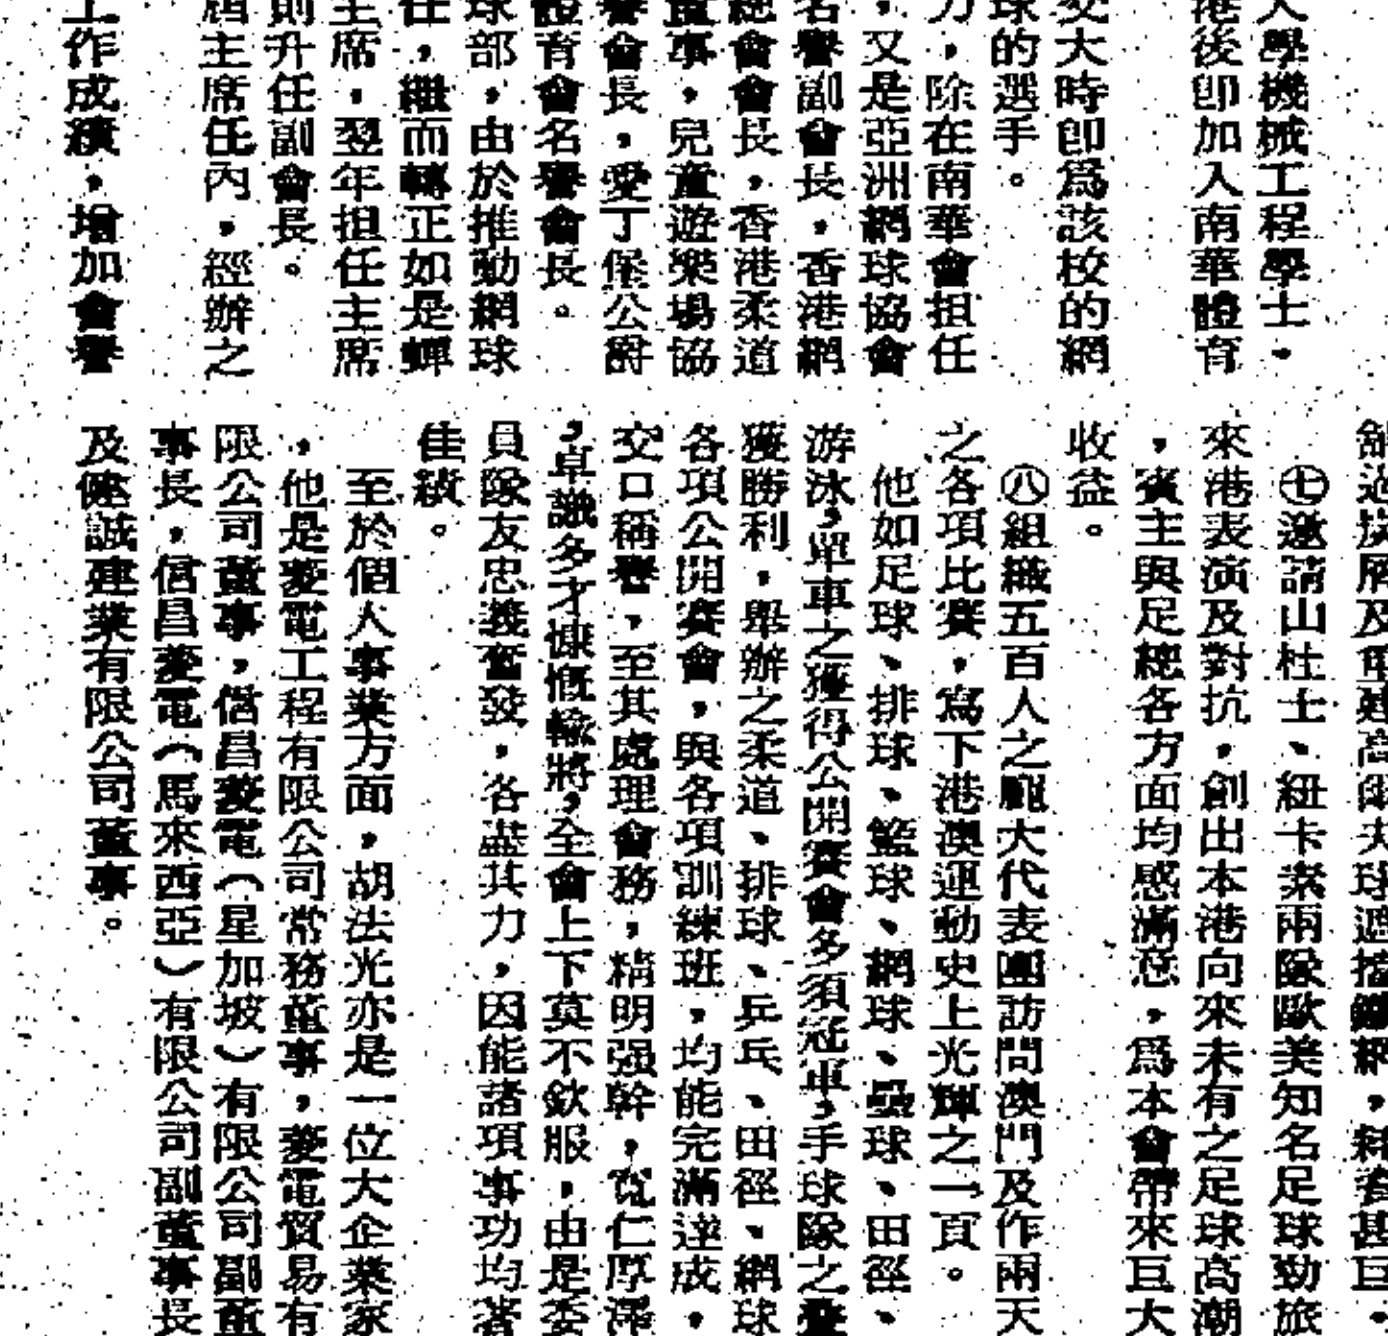 大學機械工程學士，
港後卽加入南華體育
交大時卽爲該校的網
球的選手。
力，除在南華會担任
，又是亞洲網球協會
名譽副會長，香港網
總會會長，香港柔道
董事，兒童遊樂場協
譽會長，愛丁堡公爵
體育會名譽會長。
球部，由於推動網球
任，繼而轉正如是蟬
主席，翌年担任主席
則升任副會長。
屆主席任內，經辦之
工作成績，增加會譽
㊆邀請山杜士、紐卡素兩隊歐美知名足球勁旅
來港表演及對抗，創出本港向來未有之足球高潮
，賓主與足總各方面均感滿意，爲本會帶來巨大
收益。
㊇組織五百人之龐大代表團訪問澳門及作兩天
之各項比賽，寫下港澳運動史上光輝之一頁。
他如足球、排球、籃球、網球、壘球、田徑、
游泳，單車之獲得公開賽會多須冠軍，手球隊之疊
獲勝利，舉辦之柔道、排球、乒乓、田徑、網球
各項公開賽會，與各項訓練班，均能完滿達成，
交口稱譽，至其處理會務，精明强幹，寬仁厚澤
，卓識多才慷慨輸將，全會上下莫不欽服，由是委
員隊友忠義奮發，各盡其力，因能諸項事功均著
佳績。
至於個人事業方面，胡法光亦是一位大企業家
，他是菱電工程有限公司常務董事，菱電貿易有
限公司董事，信昌菱電（星加坡）有限公司副董
事長，信昌菱電（馬來西亞）有限公司副董事長
及健誠建業有限公司董事。